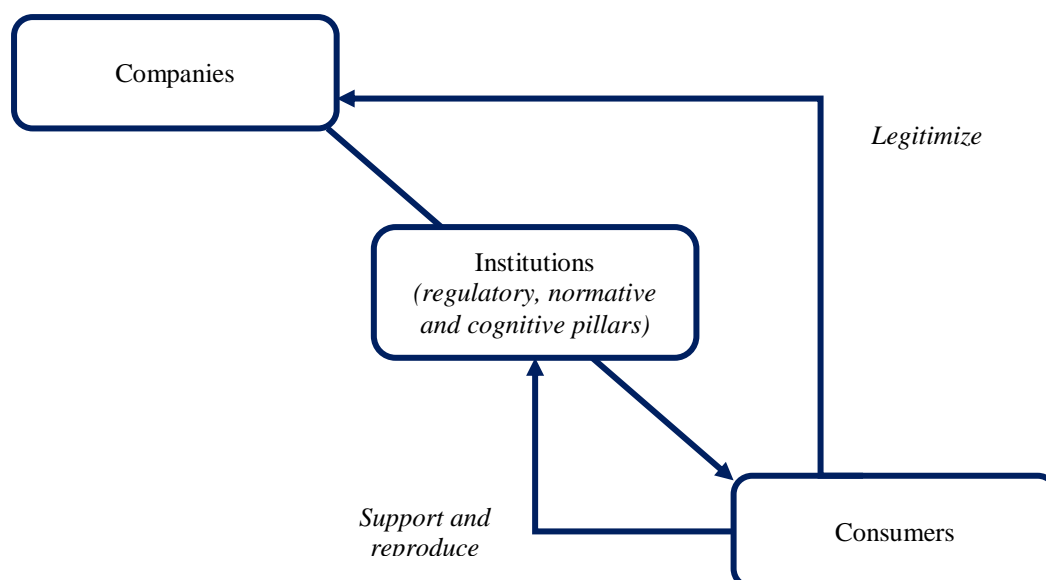 Companies
Legitimize
Institutions
(regulatory, normative
and cognitive pillars)
Support and
reproduce
Consumers